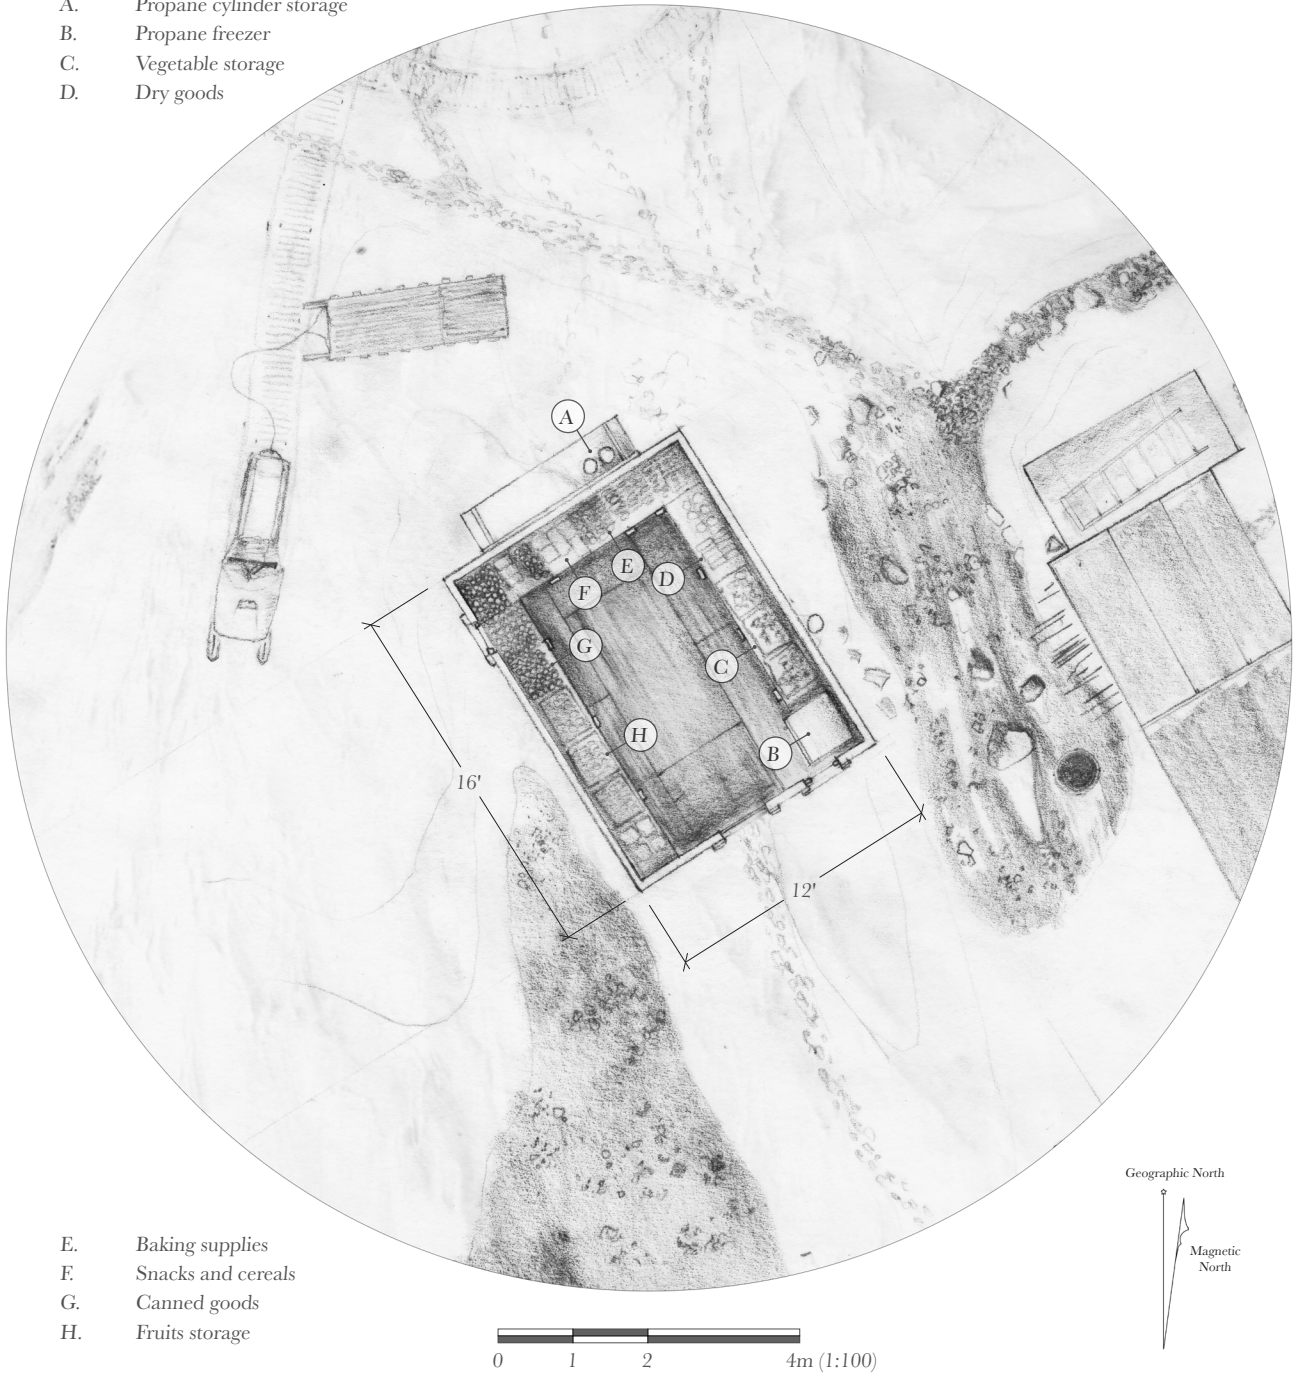 A. Propane cylinder storage
B. Propane freezer
C. Vegetable storage
D. Dry goods
A
E
D
F
G
C
H
B
16'
12'
Geographic North
Magnetic
North
E. Baking supplies
F. Snacks and cereals
G. Canned goods
H. Fruits storage
0 1 2 4m (1:100)